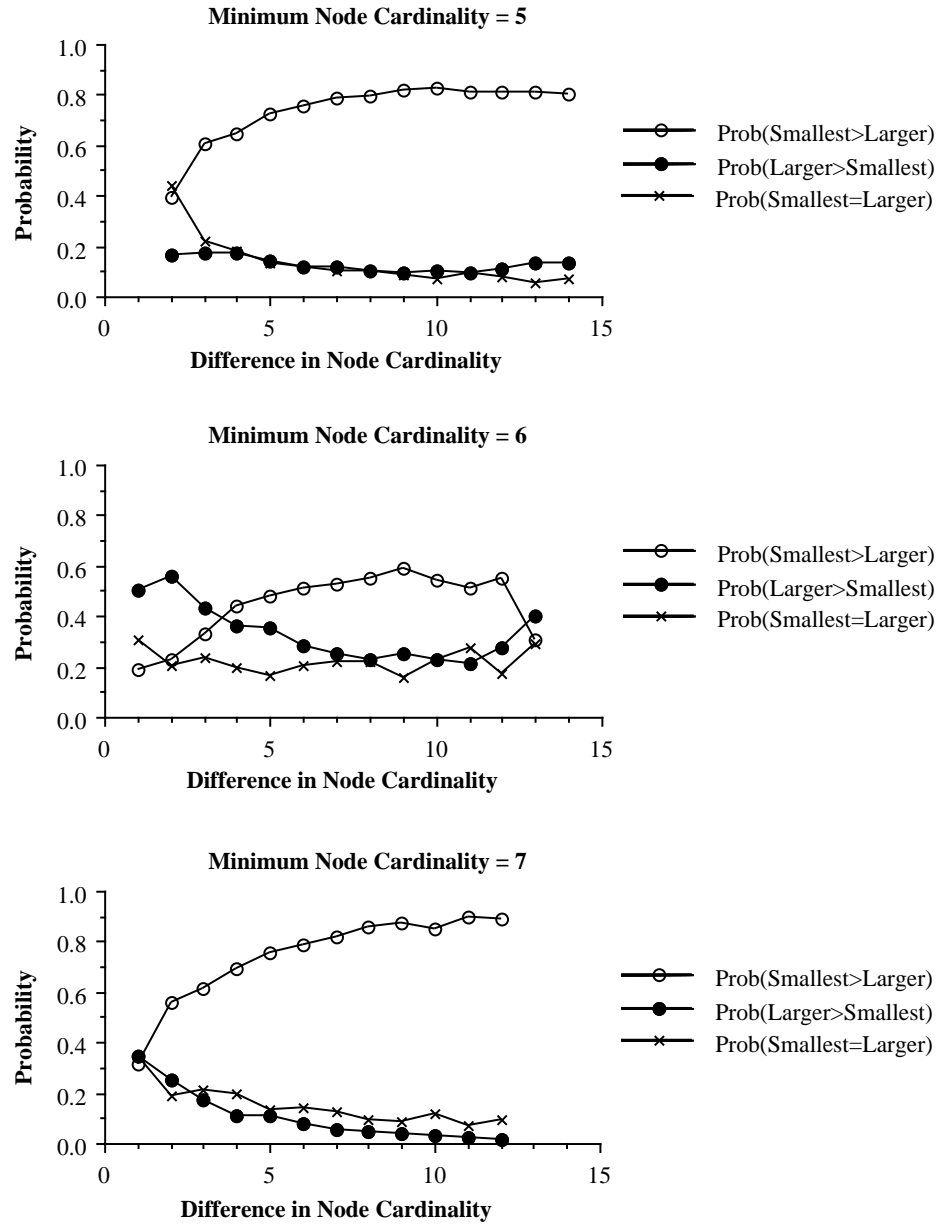 Minimum Node Cardinality = 5
1.0
0.8
0.6
0.4
0.2
0.0
Probability
0 5 10 15
Difference in Node Cardinality
Prob(Smallest>Larger)
Prob(Larger>Smallest)
Prob(Smallest=Larger)
Minimum Node Cardinality = 6
1.0
0.8
0.6
0.4
0.2
0.0
Probability
0 5 10 15
Difference in Node Cardinality
Prob(Smallest>Larger)
Prob(Larger>Smallest)
Prob(Smallest=Larger)
Minimum Node Cardinality = 7
1.0
0.8
0.6
0.4
0.2
0.0
Probability
0 5 10 15
Difference in Node Cardinality
Prob(Smallest>Larger)
Prob(Larger>Smallest)
Prob(Smallest=Larger)